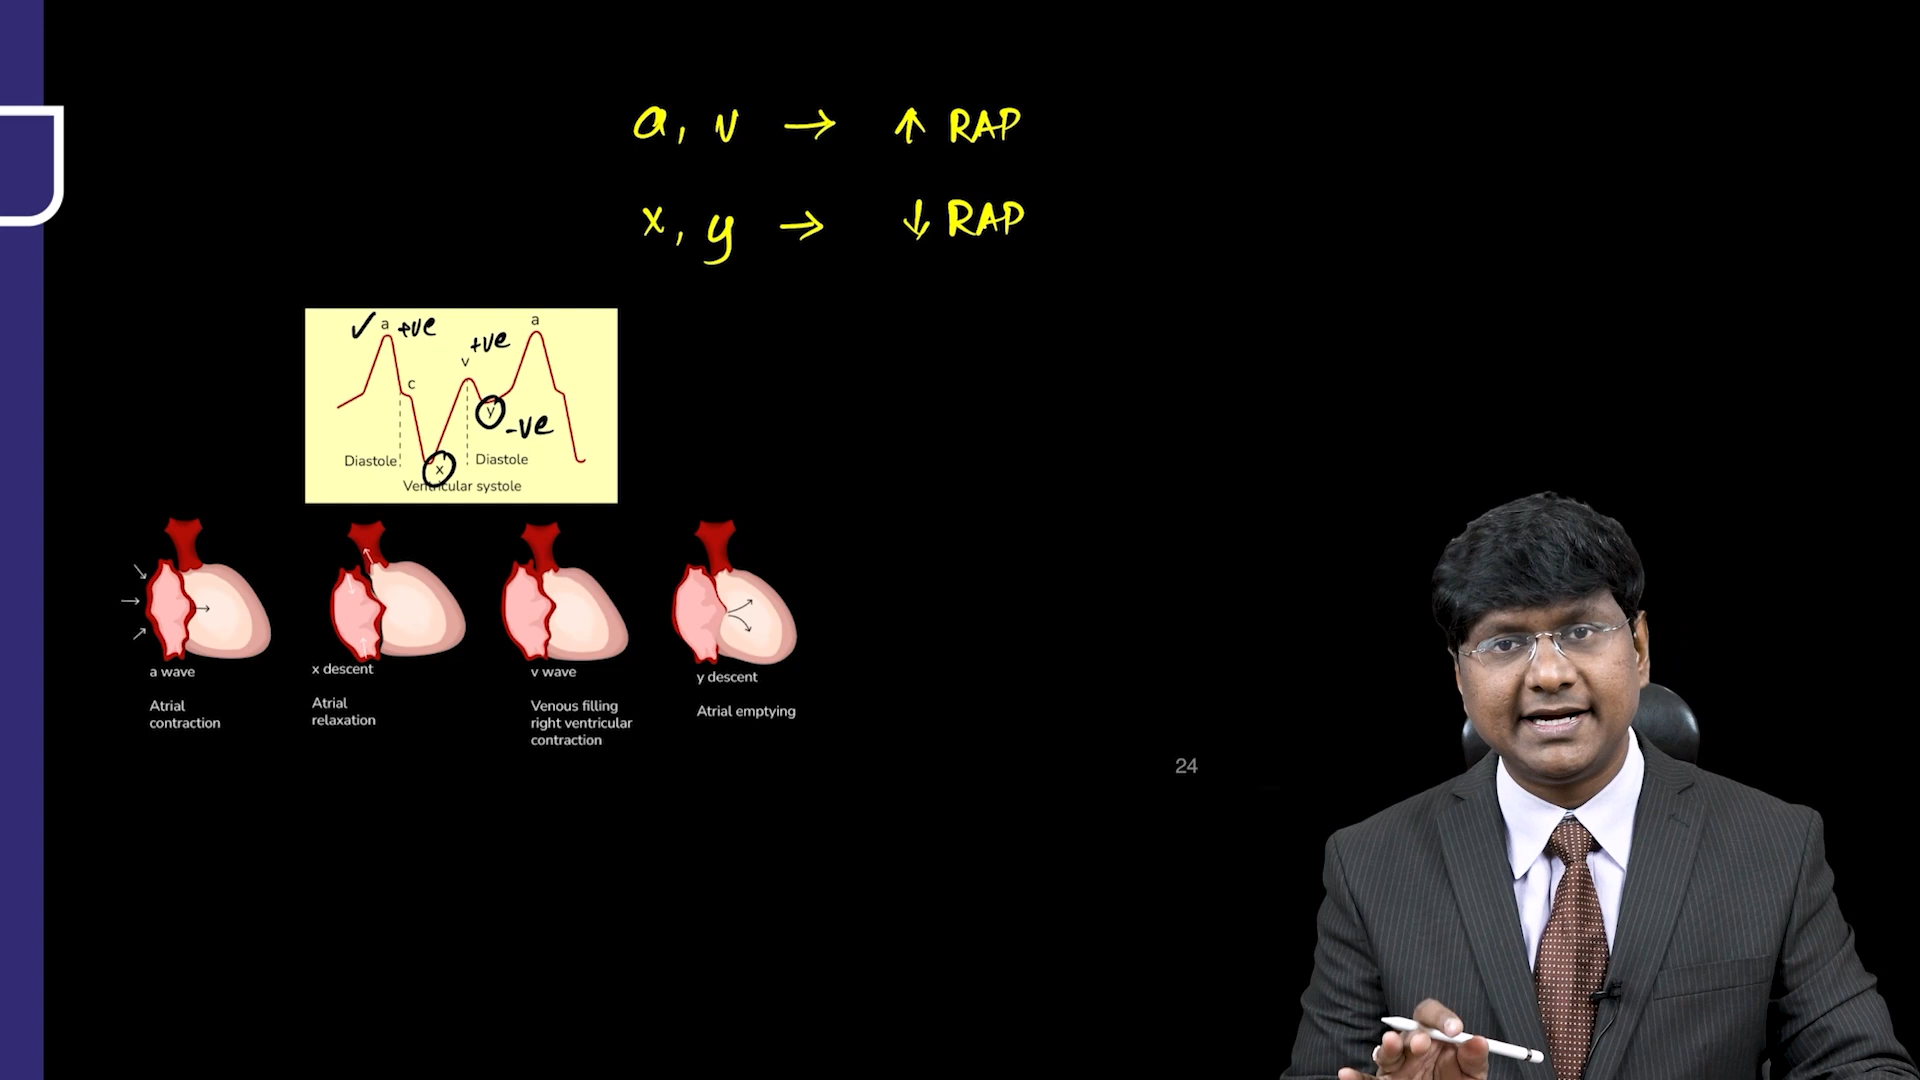 a, v → ↑ RAP
x, y → ↓ RAP
✓ a +ve
a
v +ve
c
y -ve
x
Diastole
Diastole
Ventricular systole
a wave
Atrial
contraction
x descent
Atrial
relaxation
v wave
Venous filling
right ventricular
contraction
y descent
Atrial emptying
24